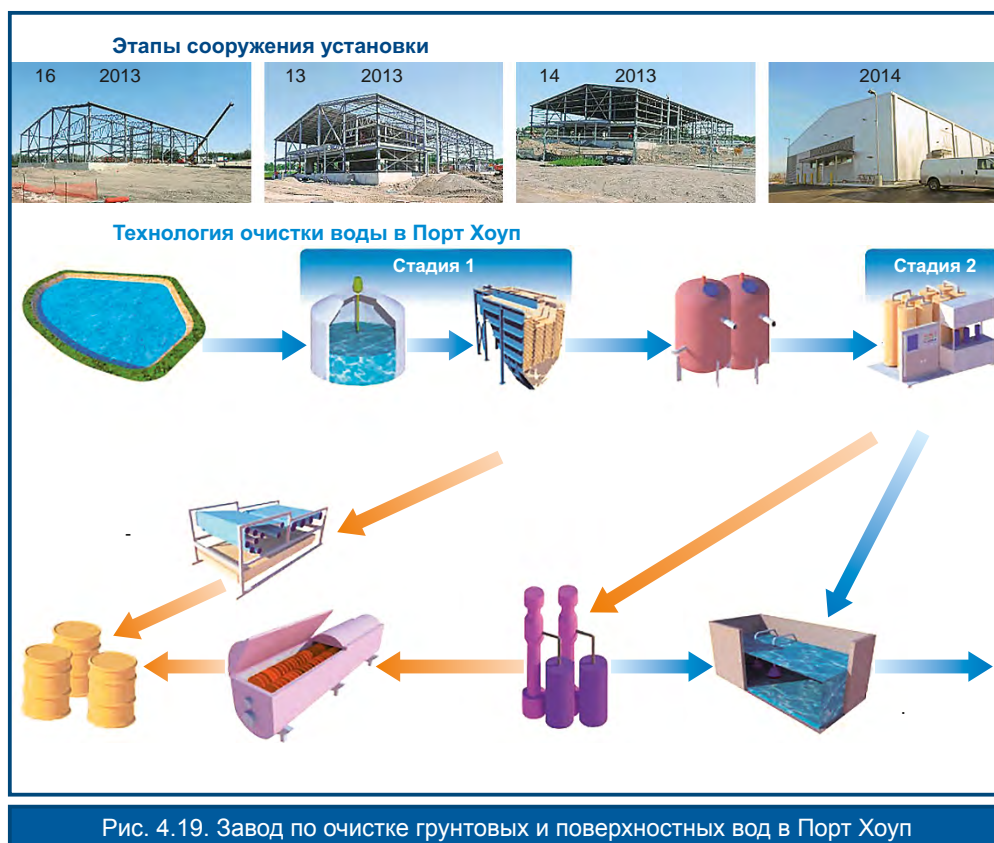 Этапы сооружения установки
16 2013
13 2013
14 2013
2014
Технология очистки воды в Порт Хоуп
Стадия 1
Стадия 2
Рис. 4.19. Завод по очистке грунтовых и поверхностных вод в Порт Хоуп